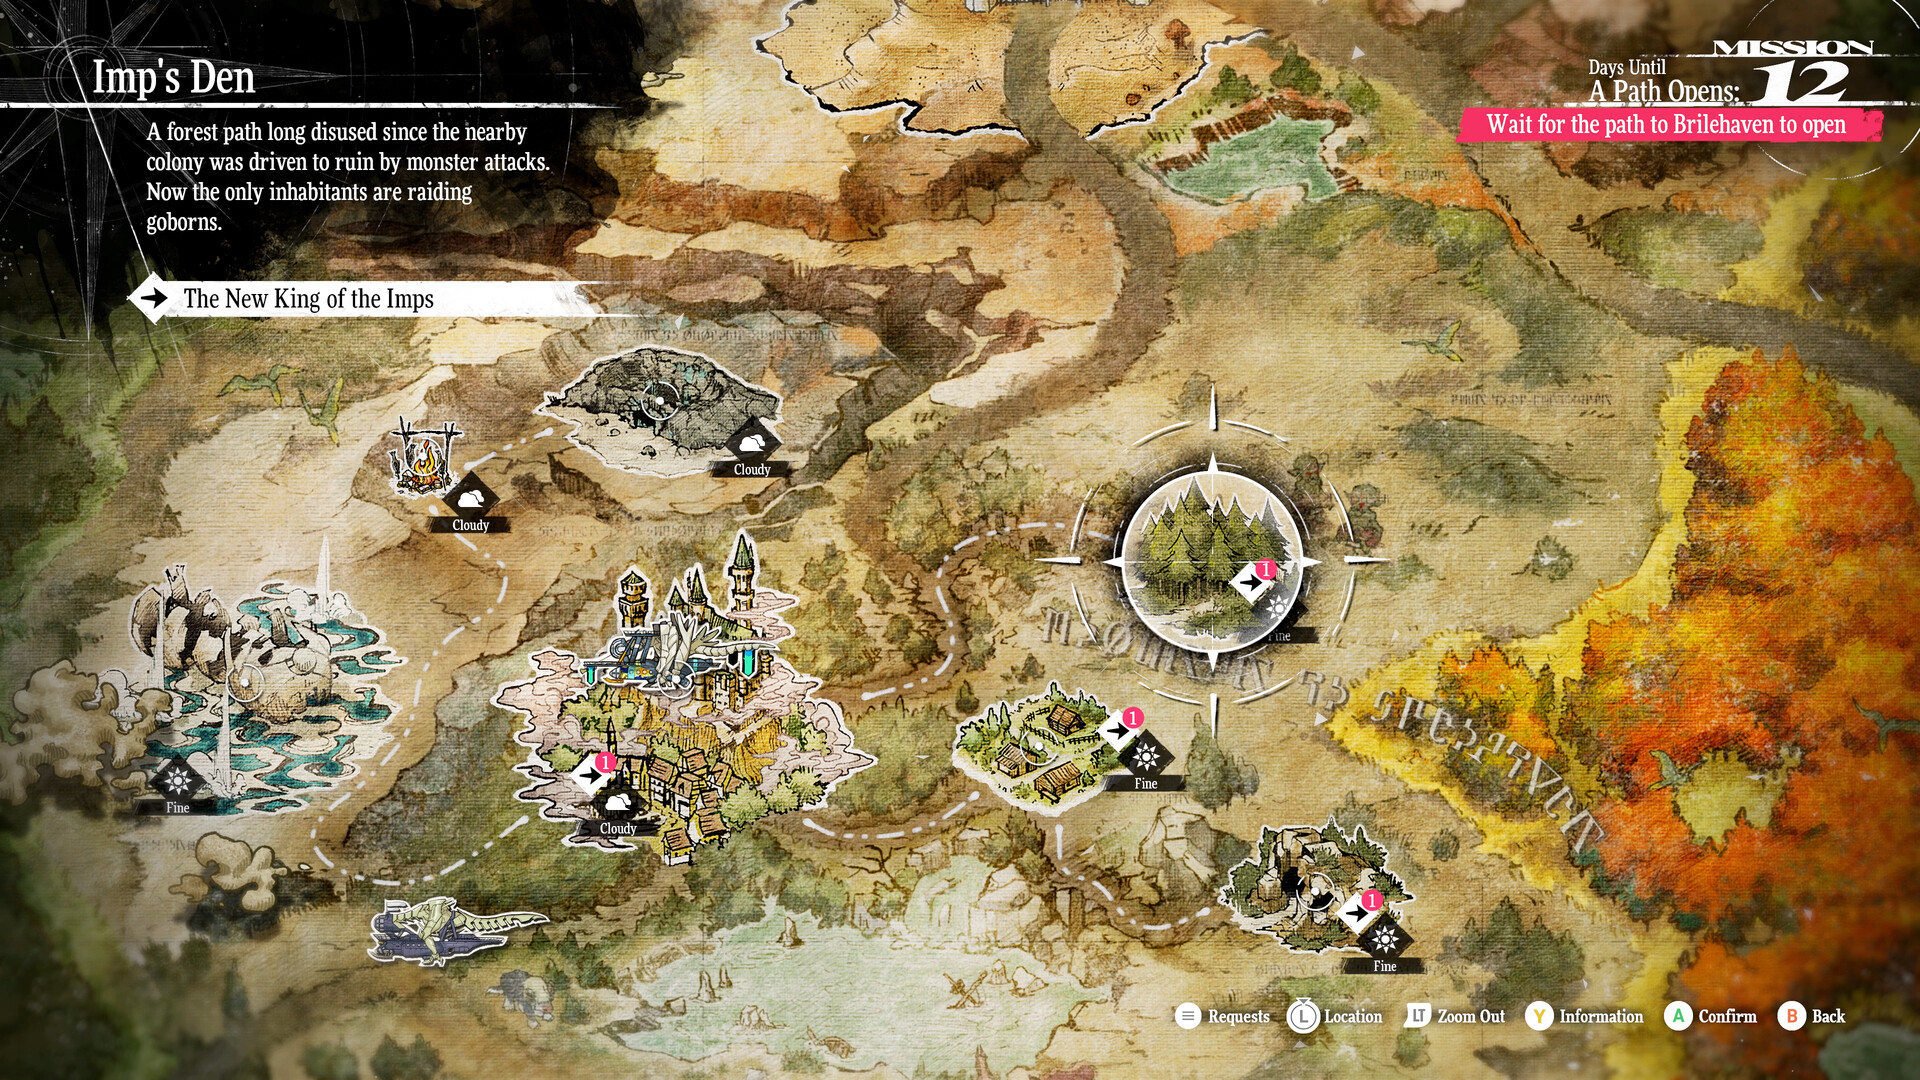 Imp's Den
A forest path long disused since the nearby
colony was driven to ruin by monster attacks.
Now the only inhabitants are raiding
goborns.
The New King of the Imps
MISSION
Days Until
A Path Opens:
12
Wait for the path to Brilehaven to open
Cloudy
Cloudy
1
Fine
1
Fine
Fine
1
Cloudy
1
Fine
Requests
L Location
LT Zoom Out
Y Information
A Confirm
B Back